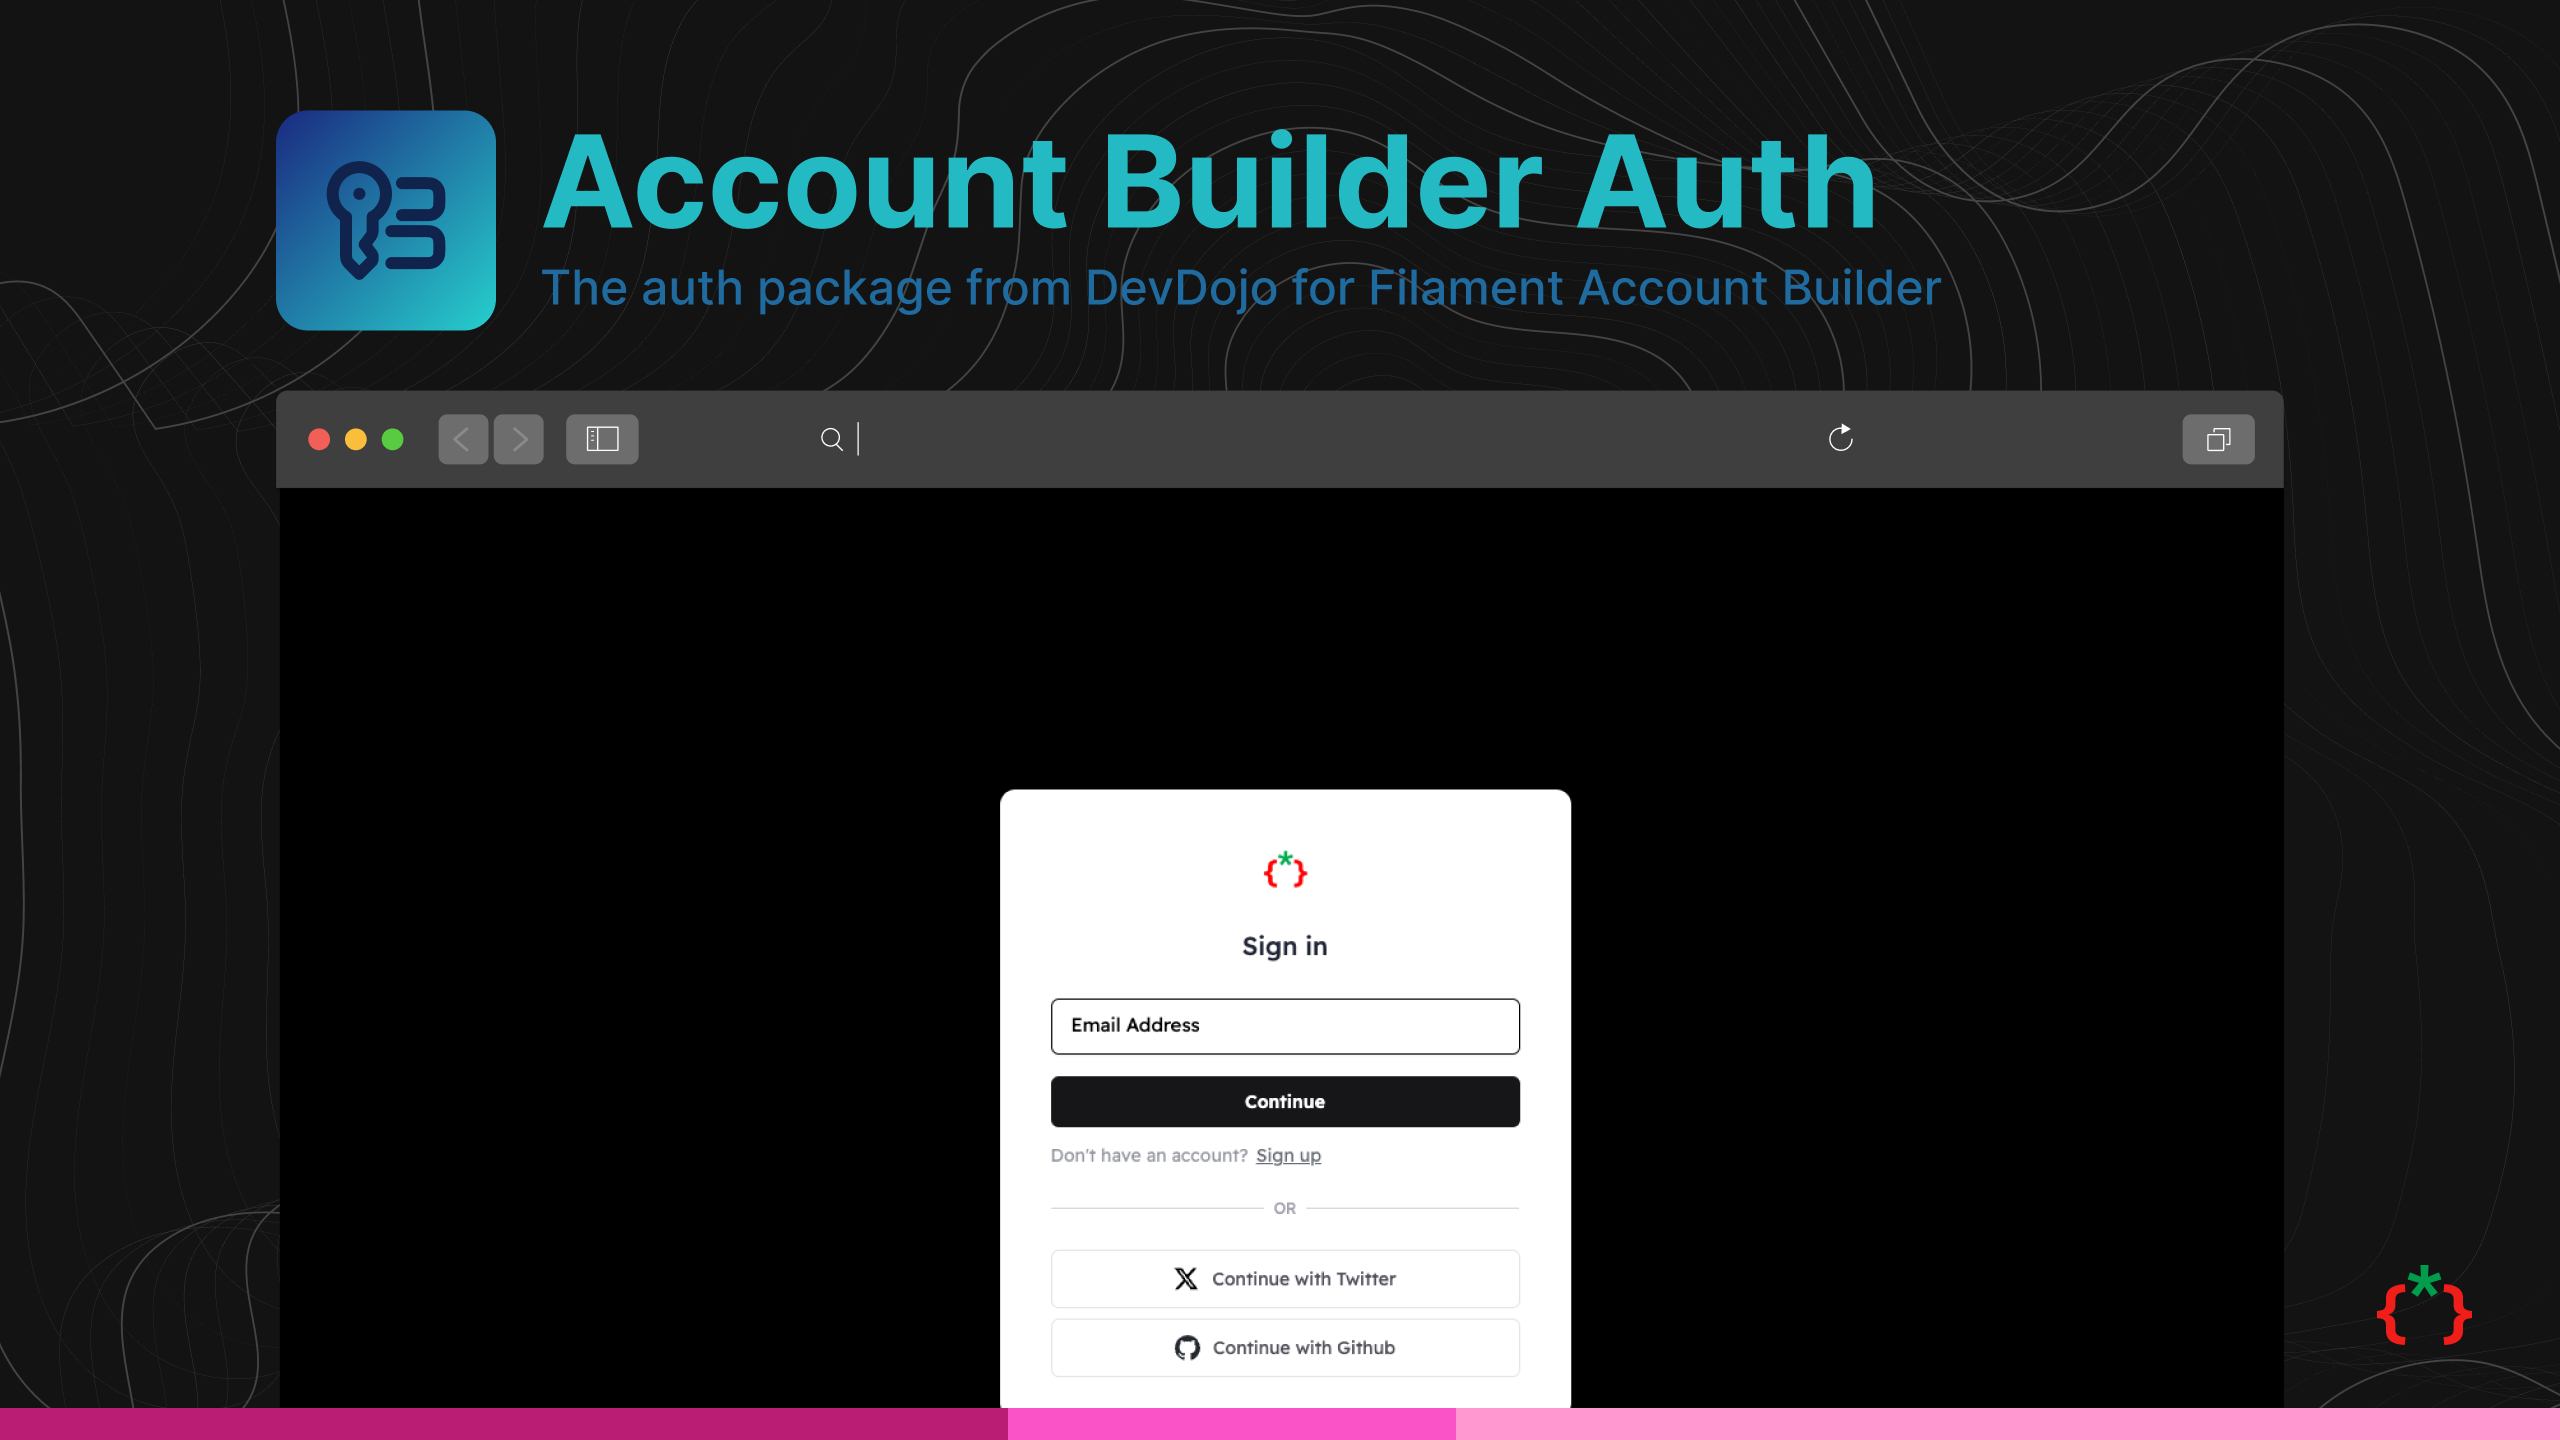 Account Builder Auth
The auth package from DevDojo for Filament Account Builder
{*}
Sign in
Email Address
Continue
Don't have an account? Sign up
OR
Continue with Twitter
Continue with Github
{*}